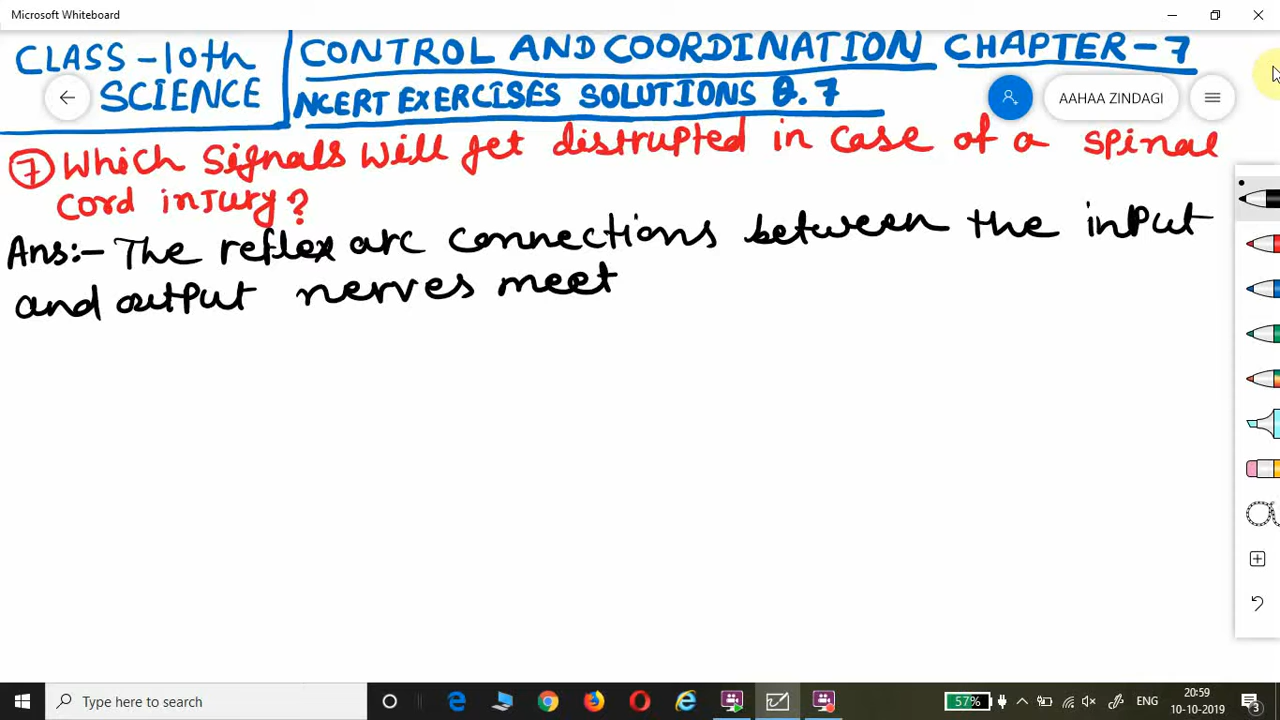 Microsoft Whiteboard
CLASS-10th
SCIENCE
CONTROL AND COORDINATION CHAPTER-7
NCERT EXERCISES SOLUTIONS Q.7
AAHAA ZINDAGI
7 Which Signals will get distrupted in case of a spinal
cord injury?
Ans:- The reflex arc connections between the input
and output nerves meet
Type here to search
57%
ENG
20:59
10-10-2019
3